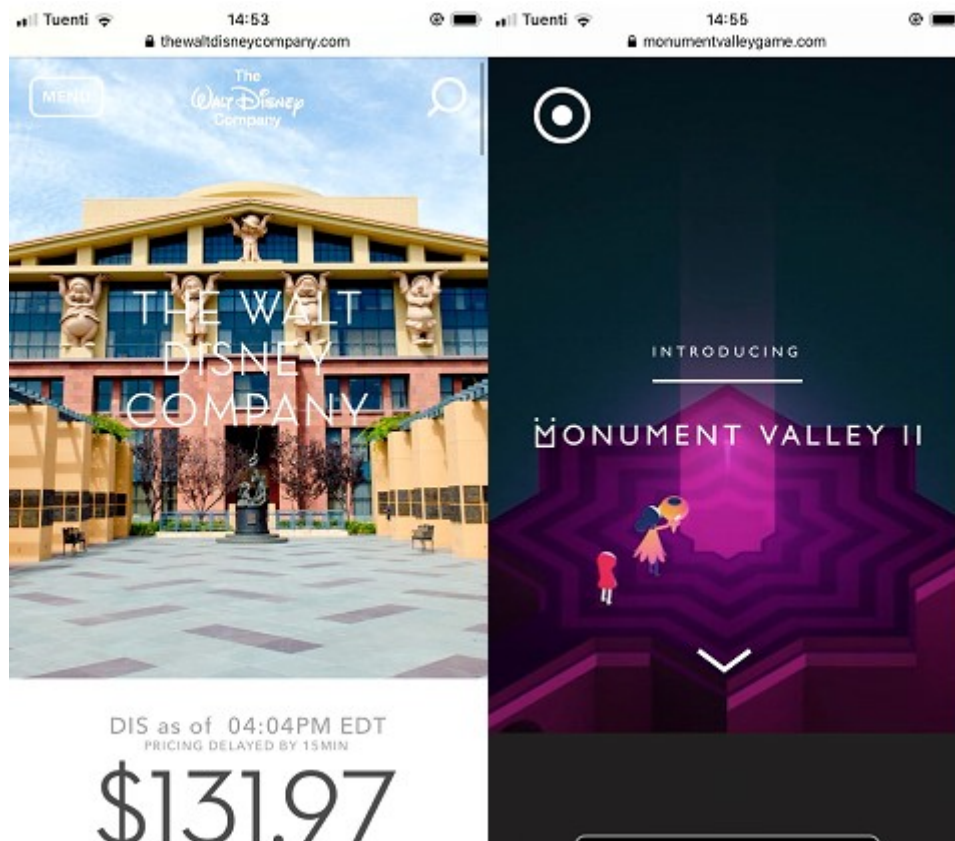 Tuenti 14:53
thewaltdisneycompany.com
MENU
The
WALT DISNEY
Company
THE WALT
DISNEY
COMPANY
DIS as of 04:04PM EDT
PRICING DELAYED BY 15MIN
$131.97
Tuenti 14:55
monumentvalleygame.com
INTRODUCING
MONUMENT VALLEY II